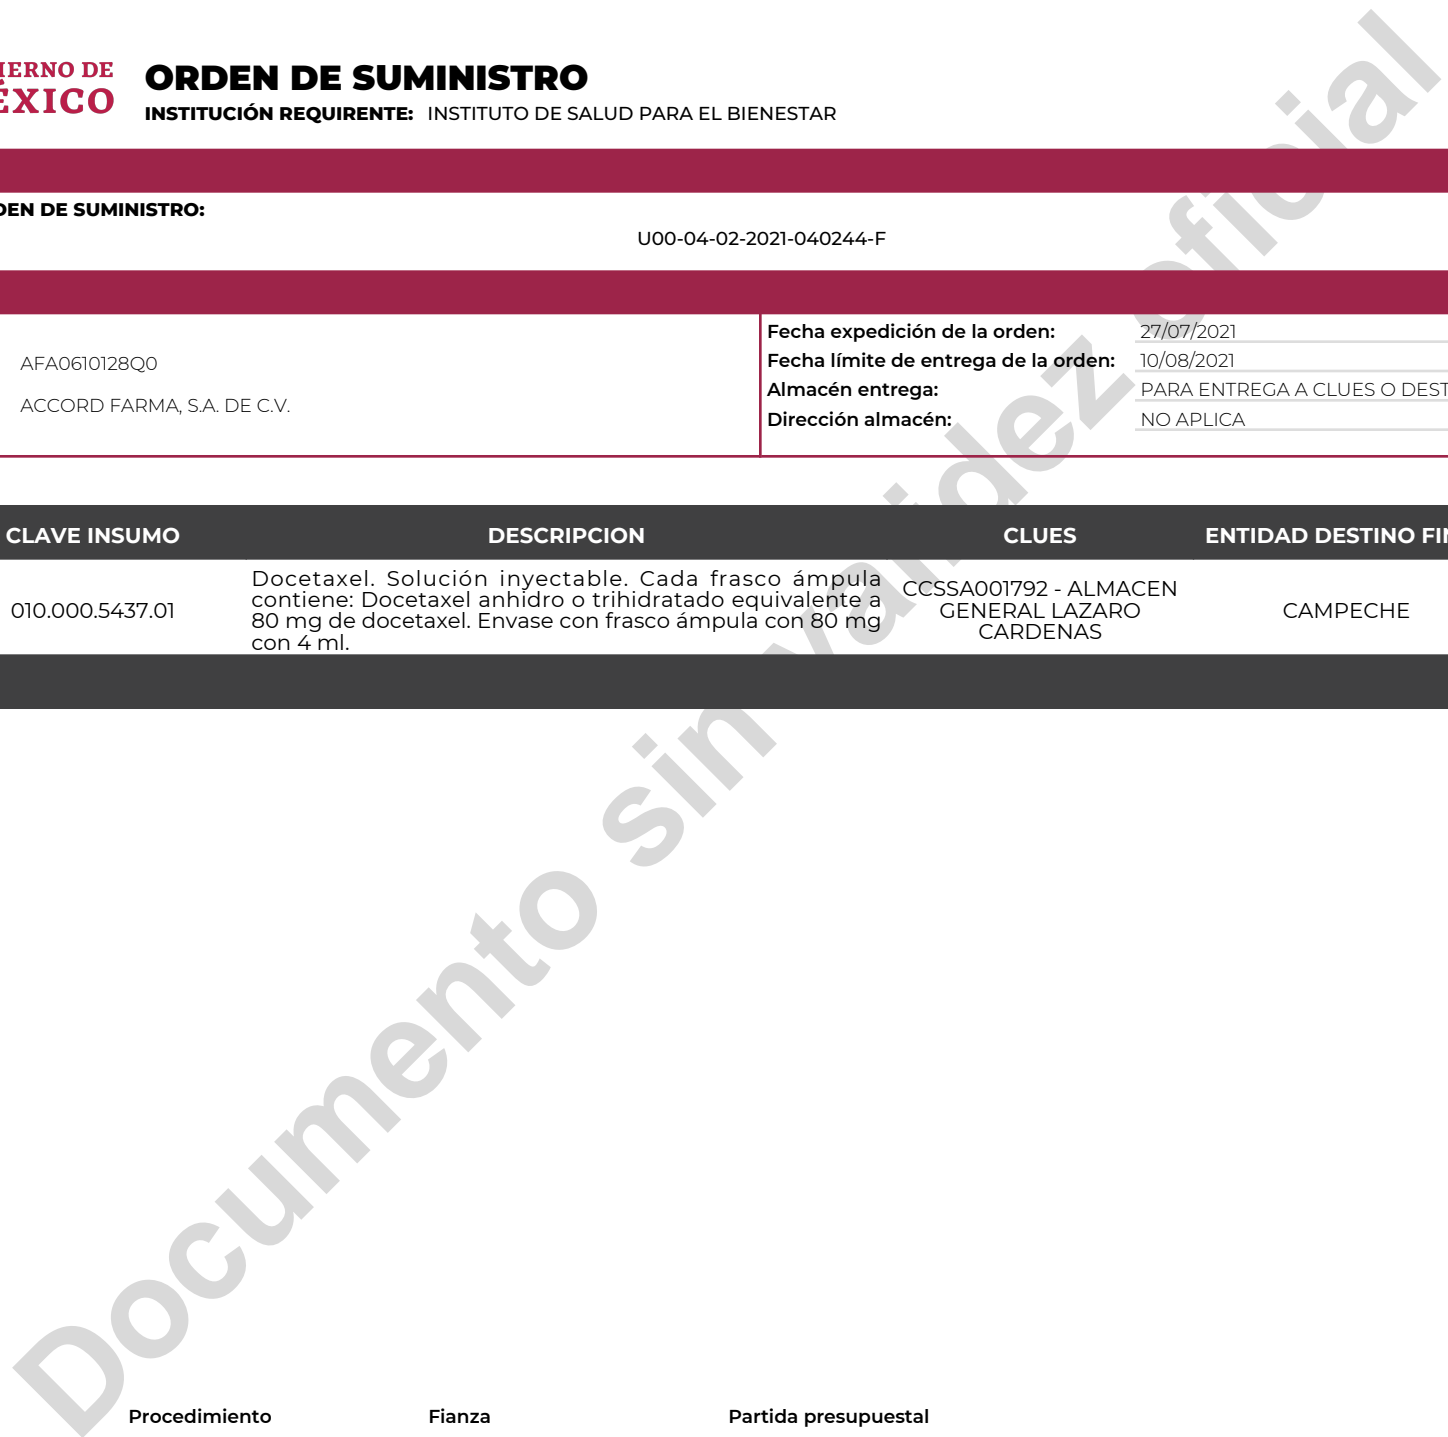 IERNO DE
ÉXICO
ORDEN DE SUMINISTRO
INSTITUCIÓN REQUIRENTE: INSTITUTO DE SALUD PARA EL BIENESTAR
DEN DE SUMINISTRO:
U00-04-02-2021-040244-F
AFA0610128Q0
ACCORD FARMA, S.A. DE C.V.
Fecha expedición de la orden: 27/07/2021
Fecha límite de entrega de la orden: 10/08/2021
Almacén entrega: PARA ENTREGA A CLUES O DEST
Dirección almacén: NO APLICA
CLAVE INSUMO DESCRIPCION CLUES ENTIDAD DESTINO FIN
010.000.5437.01
Docetaxel. Solución inyectable. Cada frasco ámpula
contiene: Docetaxel anhidro o trihidratado equivalente a
80 mg de docetaxel. Envase con frasco ámpula con 80 mg
con 4 ml.
CCSSA001792 - ALMACEN
GENERAL LAZARO
CARDENAS
CAMPECHE
Documento sin validez oficial
Procedimiento Fianza Partida presupuestal